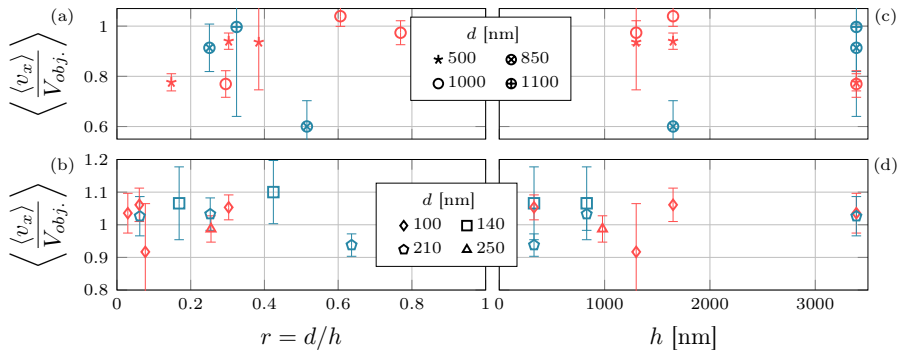 (a)
(c)
1
0.8
0.6
⟨⟨v_x⟩/V_obj.⟩
d [nm]
500 850
1000 1100
(b)
(d)
1.2
1.1
1
0.9
0.8
⟨⟨v_x⟩/V_obj.⟩
d [nm]
100 140
210 250
0 0.2 0.4 0.6 0.8 1
0 1000 2000 3000
r = d/h
h [nm]